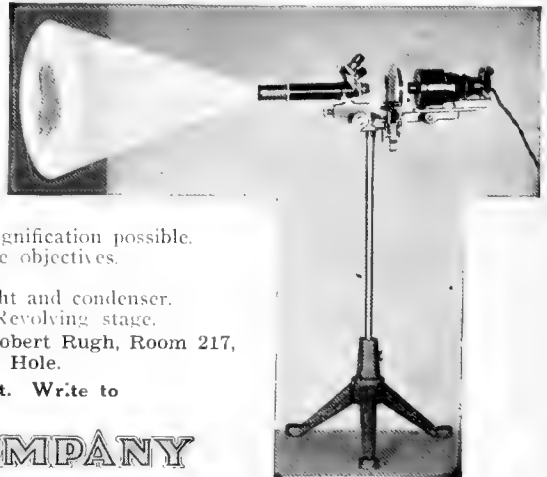 gnification possible.
c objectives.
ht and condenser.
Revolving stage.
obert Rugh, Room 217,
Hole.
t. Write to
MPANY